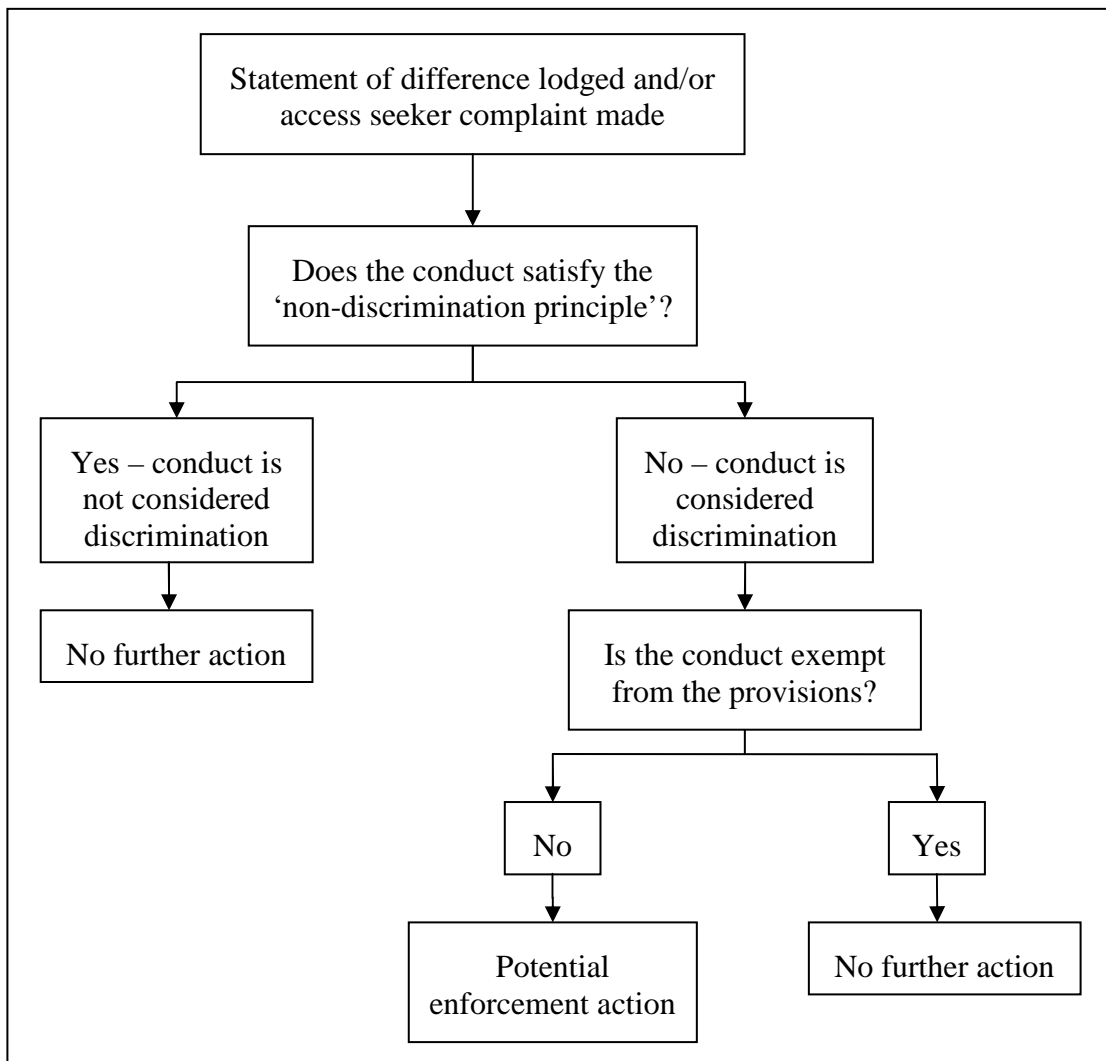 Statement of difference lodged and/or
access seeker complaint made
Does the conduct satisfy the
‘non-discrimination principle’?
Yes – conduct is
not considered
discrimination
No – conduct is
considered
discrimination
No further action
Is the conduct exempt
from the provisions?
No
Yes
Potential
enforcement action
No further action